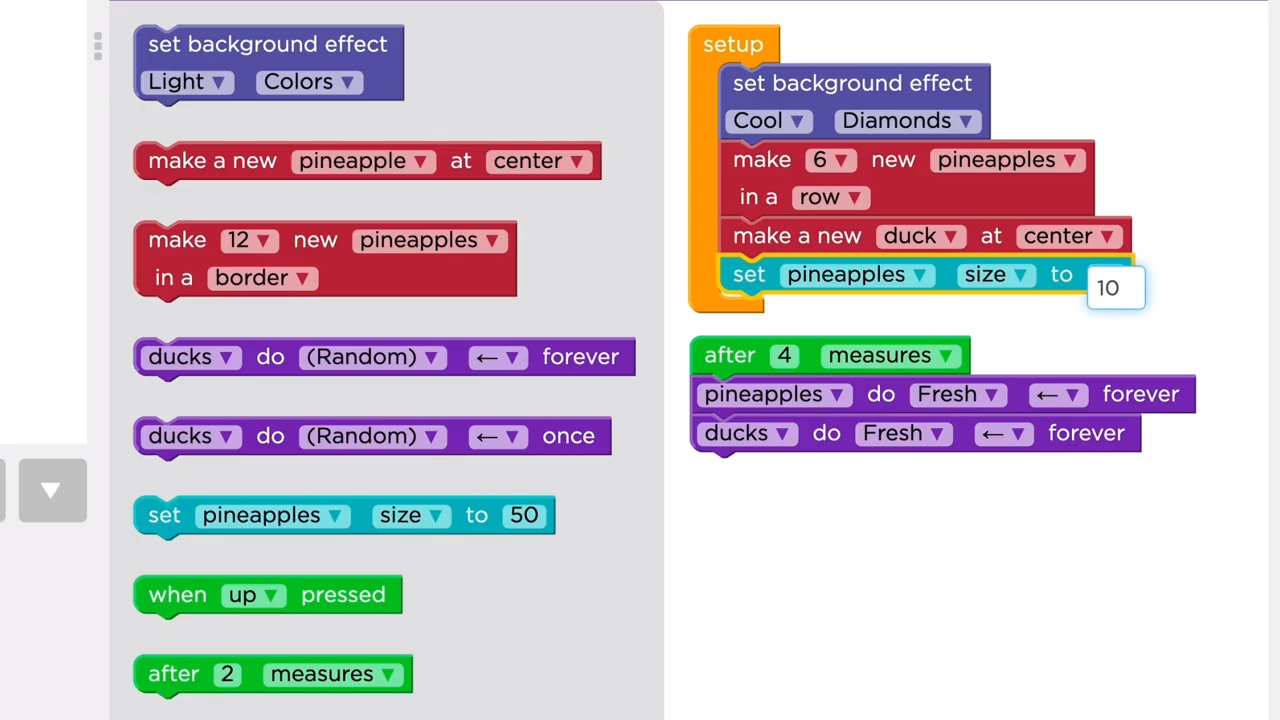 set background effect
Light ▼ Colors ▼
make a new pineapple ▼ at center ▼
make 12 ▼ new pineapples ▼
in a border ▼
ducks ▼ do (Random) ▼ ← ▼ forever
ducks ▼ do (Random) ▼ ← ▼ once
set pineapples ▼ size ▼ to 50
when up ▼ pressed
after 2 measures ▼
setup
set background effect
Cool ▼ Diamonds ▼
make 6 ▼ new pineapples ▼
in a row ▼
make a new duck ▼ at center ▼
set pineapples ▼ size ▼ to 10
after 4 measures ▼
pineapples ▼ do Fresh ▼ ← ▼ forever
ducks ▼ do Fresh ▼ ← ▼ forever